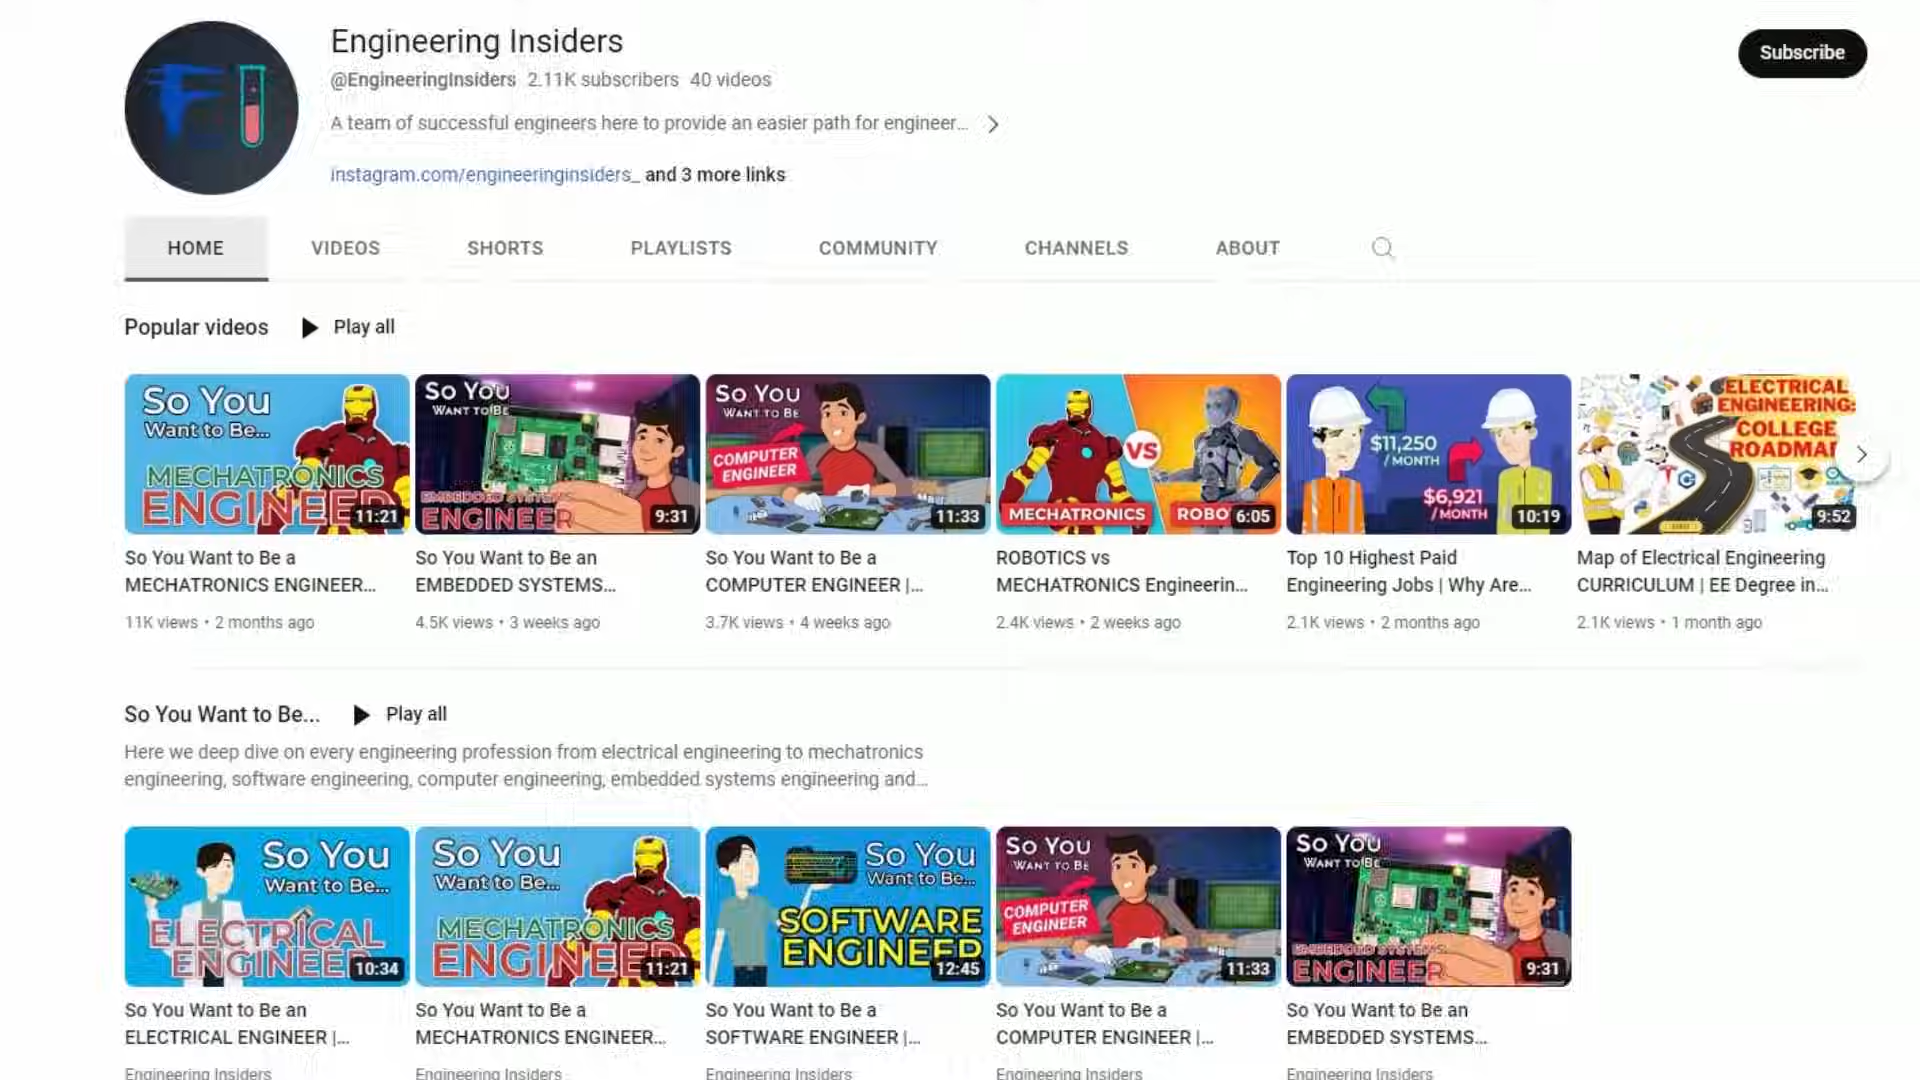 Engineering Insiders
Subscribe
@EngineeringInsiders 2.11K subscribers 40 videos
A team of successful engineers here to provide an easier path for engineer...
instagram.com/engineeringinsiders_ and 3 more links
HOME VIDEOS SHORTS PLAYLISTS COMMUNITY CHANNELS ABOUT
Popular videos Play all
So You
Want to Be...
MECHATRONICS
ENGINEER
11:21
So You
WANT TO BE
EMBEDDED SYSTEMS
ENGINEER
9:31
So You
WANT TO BE
COMPUTER
ENGINEER
11:33
VS
MECHATRONICS
ROBO
6:05
$11,250
/ MONTH
$6,921
/ MONTH
10:19
ELECTRICAL
ENGINEERING:
COLLEGE
ROADMAP
9:52
So You Want to Be a
MECHATRONICS ENGINEER...
11K views • 2 months ago
So You Want to Be an
EMBEDDED SYSTEMS...
4.5K views • 3 weeks ago
So You Want to Be a
COMPUTER ENGINEER |...
3.7K views • 4 weeks ago
ROBOTICS vs
MECHATRONICS Engineerin...
2.4K views • 2 weeks ago
Top 10 Highest Paid
Engineering Jobs | Why Are...
2.1K views • 2 months ago
Map of Electrical Engineering
CURRICULUM | EE Degree in...
2.1K views • 1 month ago
So You Want to Be... Play all
Here we deep dive on every engineering profession from electrical engineering to mechatronics
engineering, software engineering, computer engineering, embedded systems engineering and...
So You
Want to Be...
ELECTRICAL
ENGINEER
10:34
So You
Want to Be...
MECHATRONICS
ENGINEER
11:21
So You
Want to Be...
SOFTWARE
ENGINEER
12:45
So You
WANT TO BE
COMPUTER
ENGINEER
11:33
So You
WANT TO BE
EMBEDDED SYSTEMS
ENGINEER
9:31
So You Want to Be an
ELECTRICAL ENGINEER |...
Engineering Insiders
So You Want to Be a
MECHATRONICS ENGINEER...
Engineering Insiders
So You Want to Be a
SOFTWARE ENGINEER |...
Engineering Insiders
So You Want to Be a
COMPUTER ENGINEER |...
Engineering Insiders
So You Want to Be an
EMBEDDED SYSTEMS...
Engineering Insiders